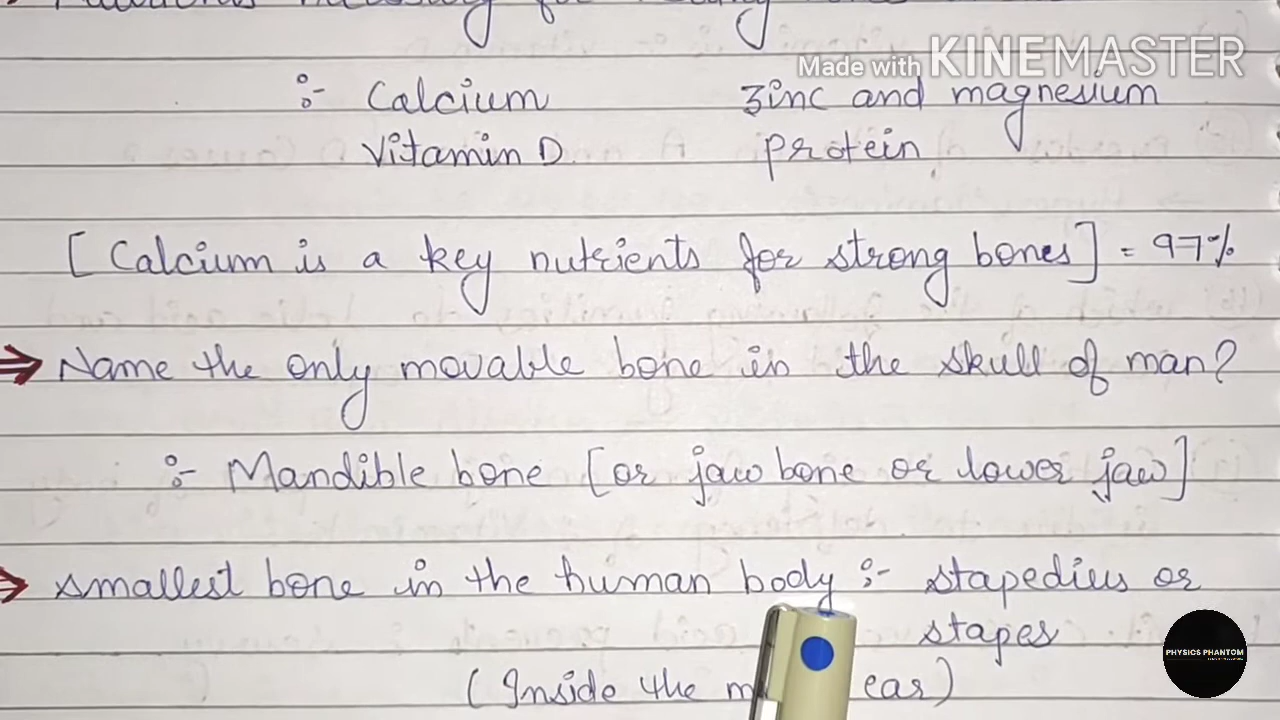 Made with KINEMASTER
:- Calcium zinc and magnesium
Vitamin D. protein
[Calcium is a key nutrients for strong bones] = 97%
⇒ Name the only movable bone in the skull of man?
:- Mandible bone [or jaw bone or lower jaw]
⇒ smallest bone in the human body :- stapedius or
stapes
(Inside the ear)
PHYSICS PHANTOM